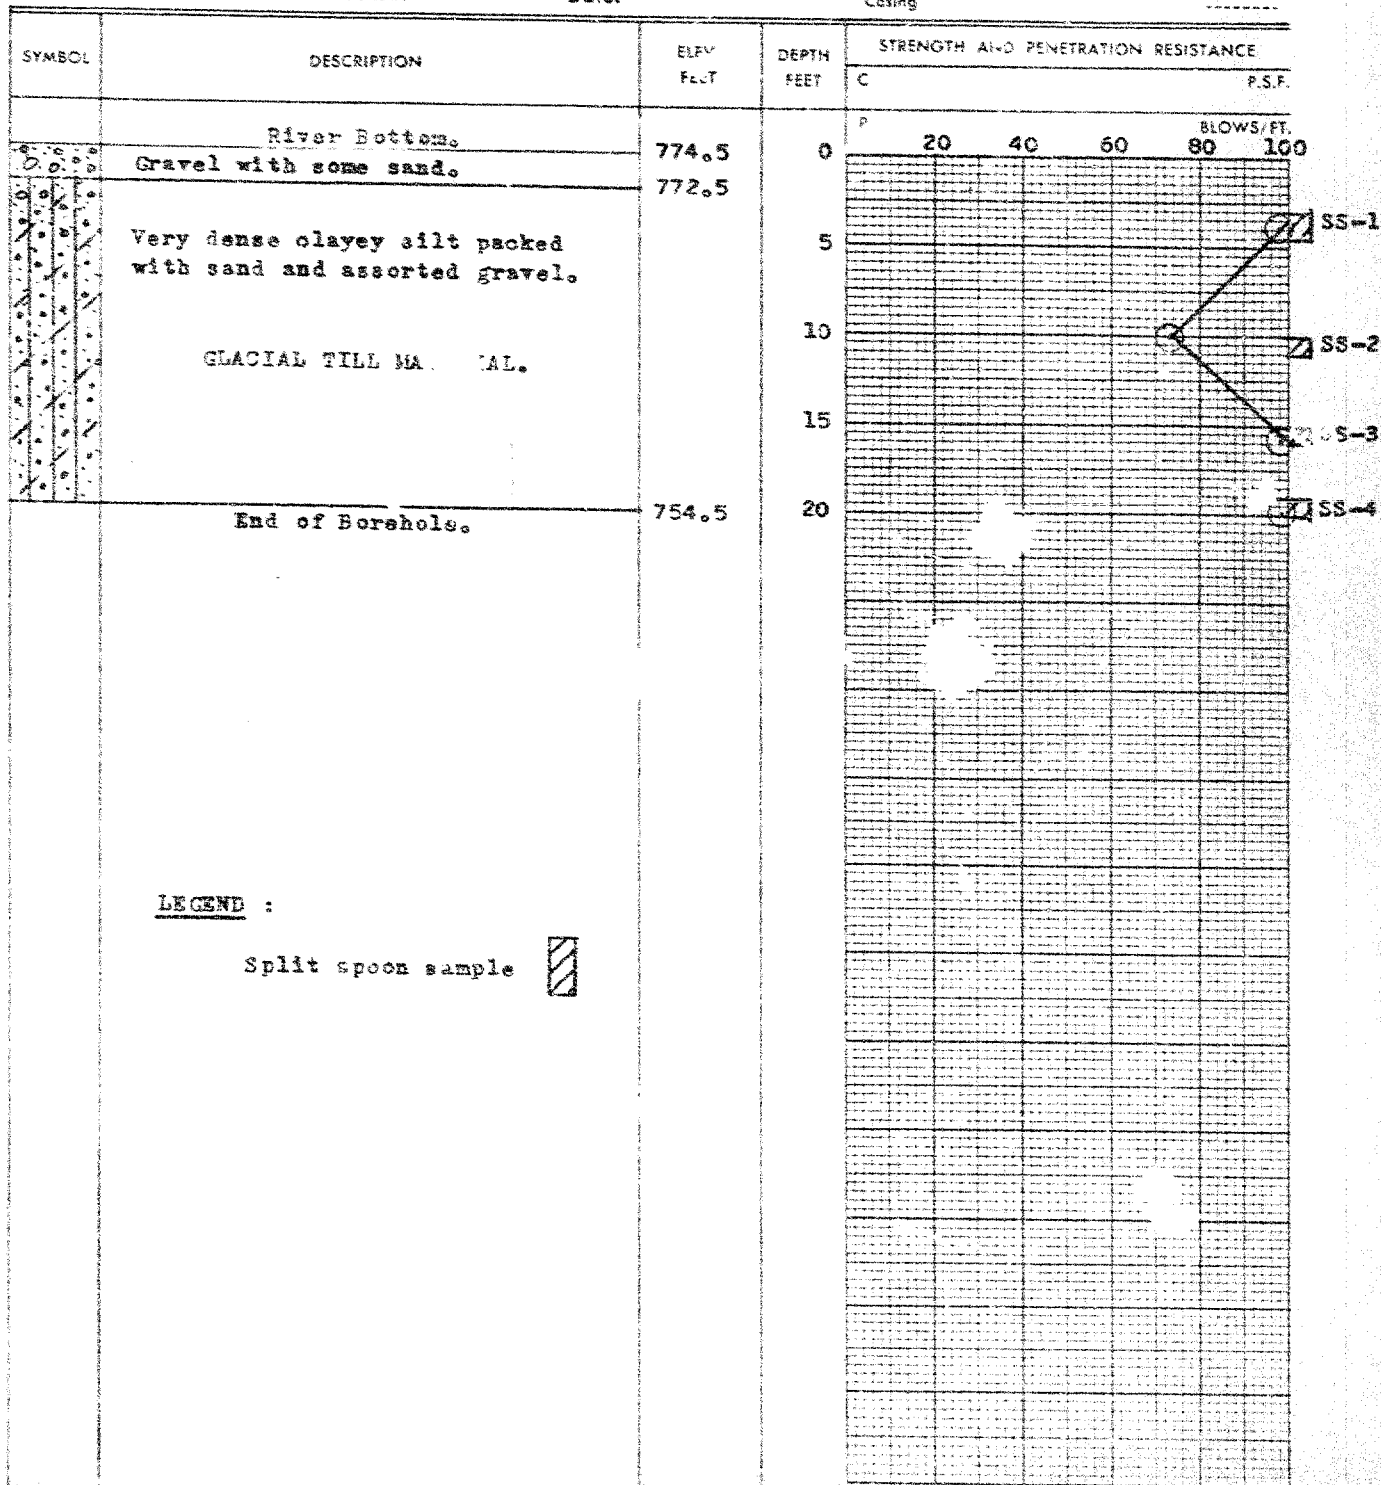 Casing
SYMBOL
DESCRIPTION
FEET
DEPTH
FEET
STRENGTH AND PENETRATION RESISTANCE
C
P.S.F.
P
BLOWS/FT.
20 40 60 80 100
River Bottom.
774.5
0
Gravel with some sand.
772.5
SS-1
Very dense clayey silt packed
5
with sand and assorted gravel.
10
SS-2
GLACIAL TILL
15
S-3
754.5
20
SS-4
End of Borehole.
LEGEND :
Split spoon sample